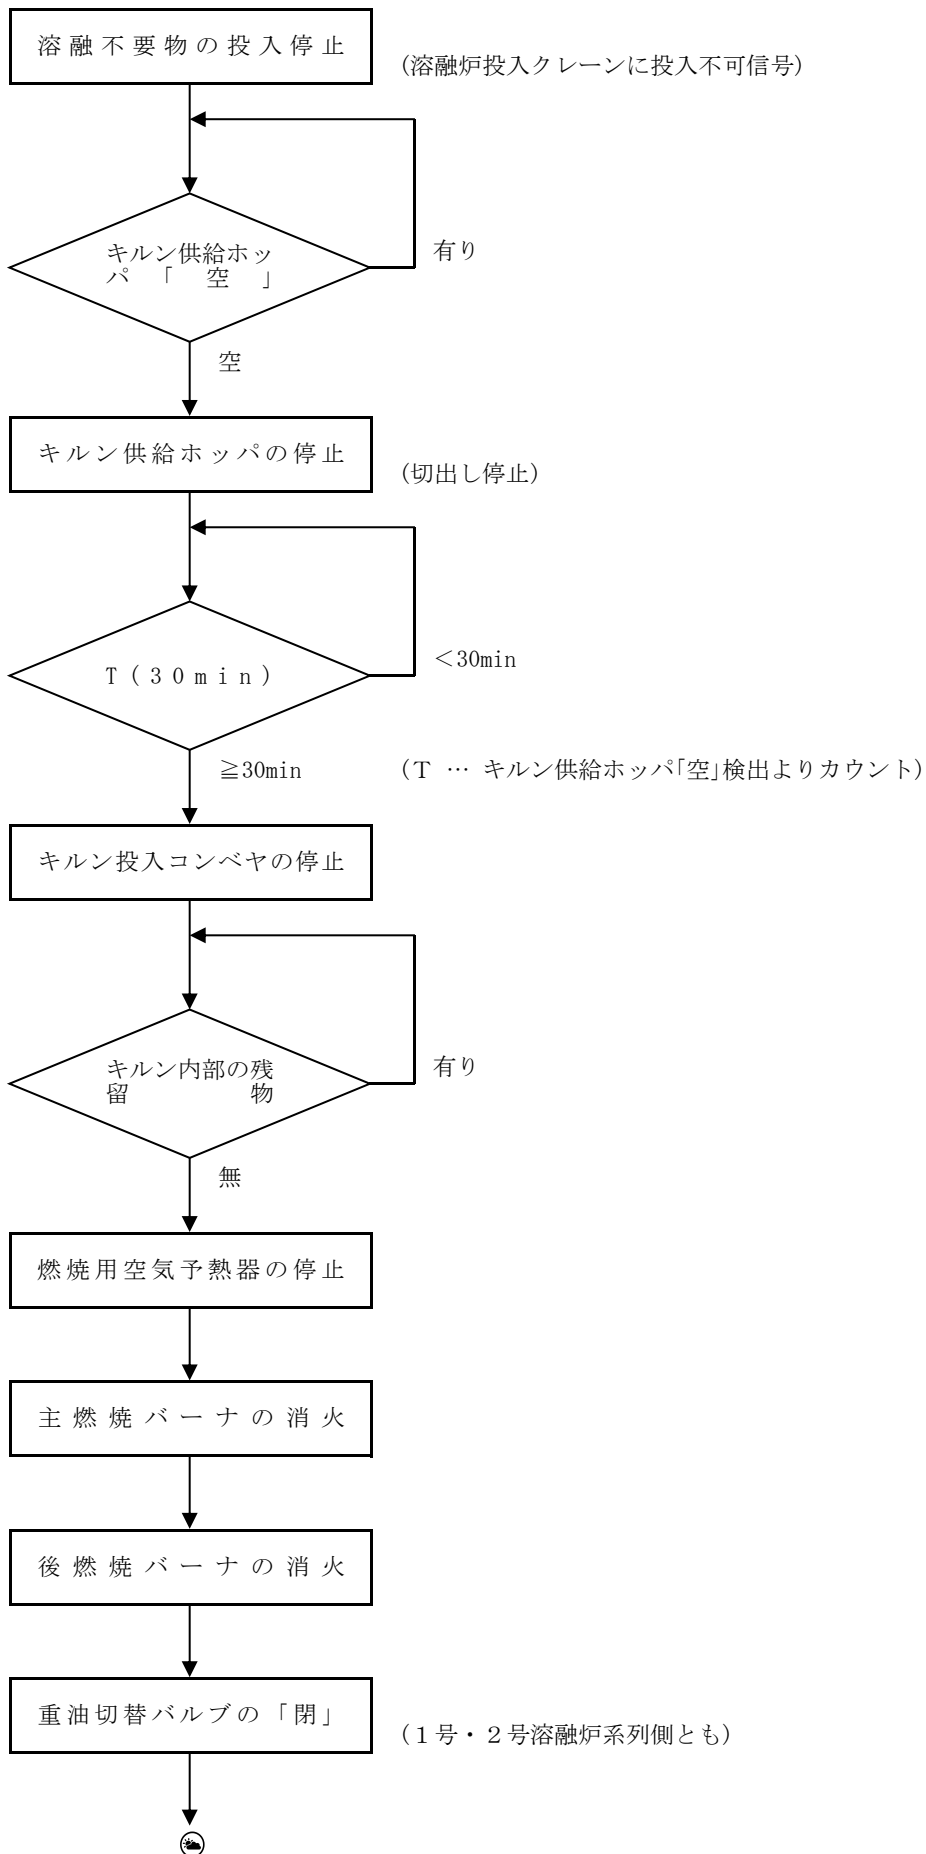 溶融不要物の投入停止
(溶融炉投入クレーンに投入不可信号)
キルン供給ホッ
パ「空」
有り
空
キルン供給ホッパの停止
(切出し停止)
T(30min)
＜30min
≧30min
(Ｔ … キルン供給ホッパ｢空｣検出よりカウント)
キルン投入コンベヤの停止
キルン内部の残
留物
有り
無
燃焼用空気予熱器の停止
主燃焼バーナの消火
後燃焼バーナの消火
重油切替バルブの「閉」
(１号・２号溶融炉系列側とも)